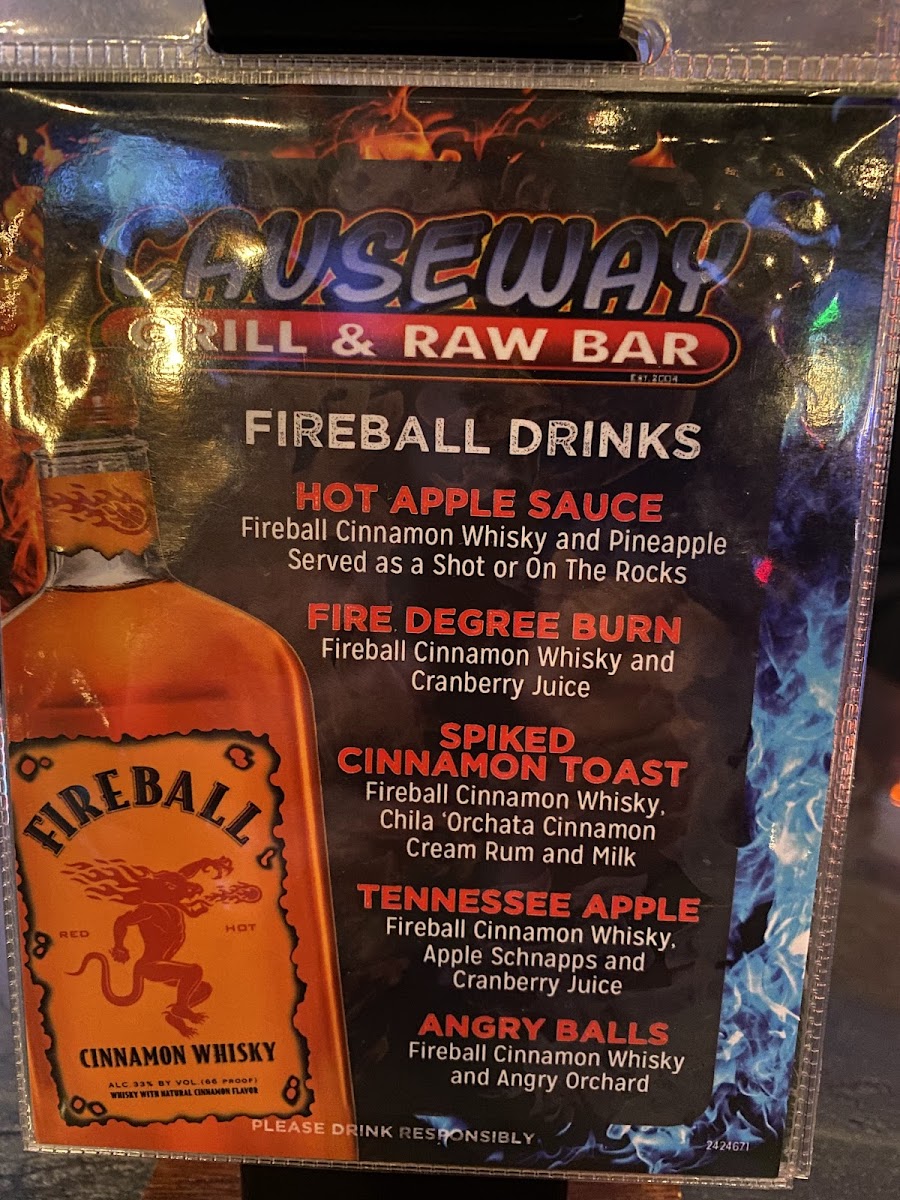 CAUSEWAY
GRILL & RAW BAR
EST. 2004
FIREBALL DRINKS
HOT APPLE SAUCE
Fireball Cinnamon Whisky and Pineapple
Served as a Shot or On The Rocks
FIRE DEGREE BURN
Fireball Cinnamon Whisky and
Cranberry Juice
SPIKED
CINNAMON TOAST
Fireball Cinnamon Whisky,
Chila ‘Orchata Cinnamon
Cream Rum and Milk
TENNESSEE APPLE
Fireball Cinnamon Whisky,
Apple Schnapps and
Cranberry Juice
ANGRY BALLS
Fireball Cinnamon Whisky
and Angry Orchard
FIREBALL
RED HOT
CINNAMON WHISKY
ALC 33% BY VOL.(66 PROOF)
WHISKY WITH NATURAL CINNAMON FLAVOR
PLEASE DRINK RESPONSIBLY
2424671